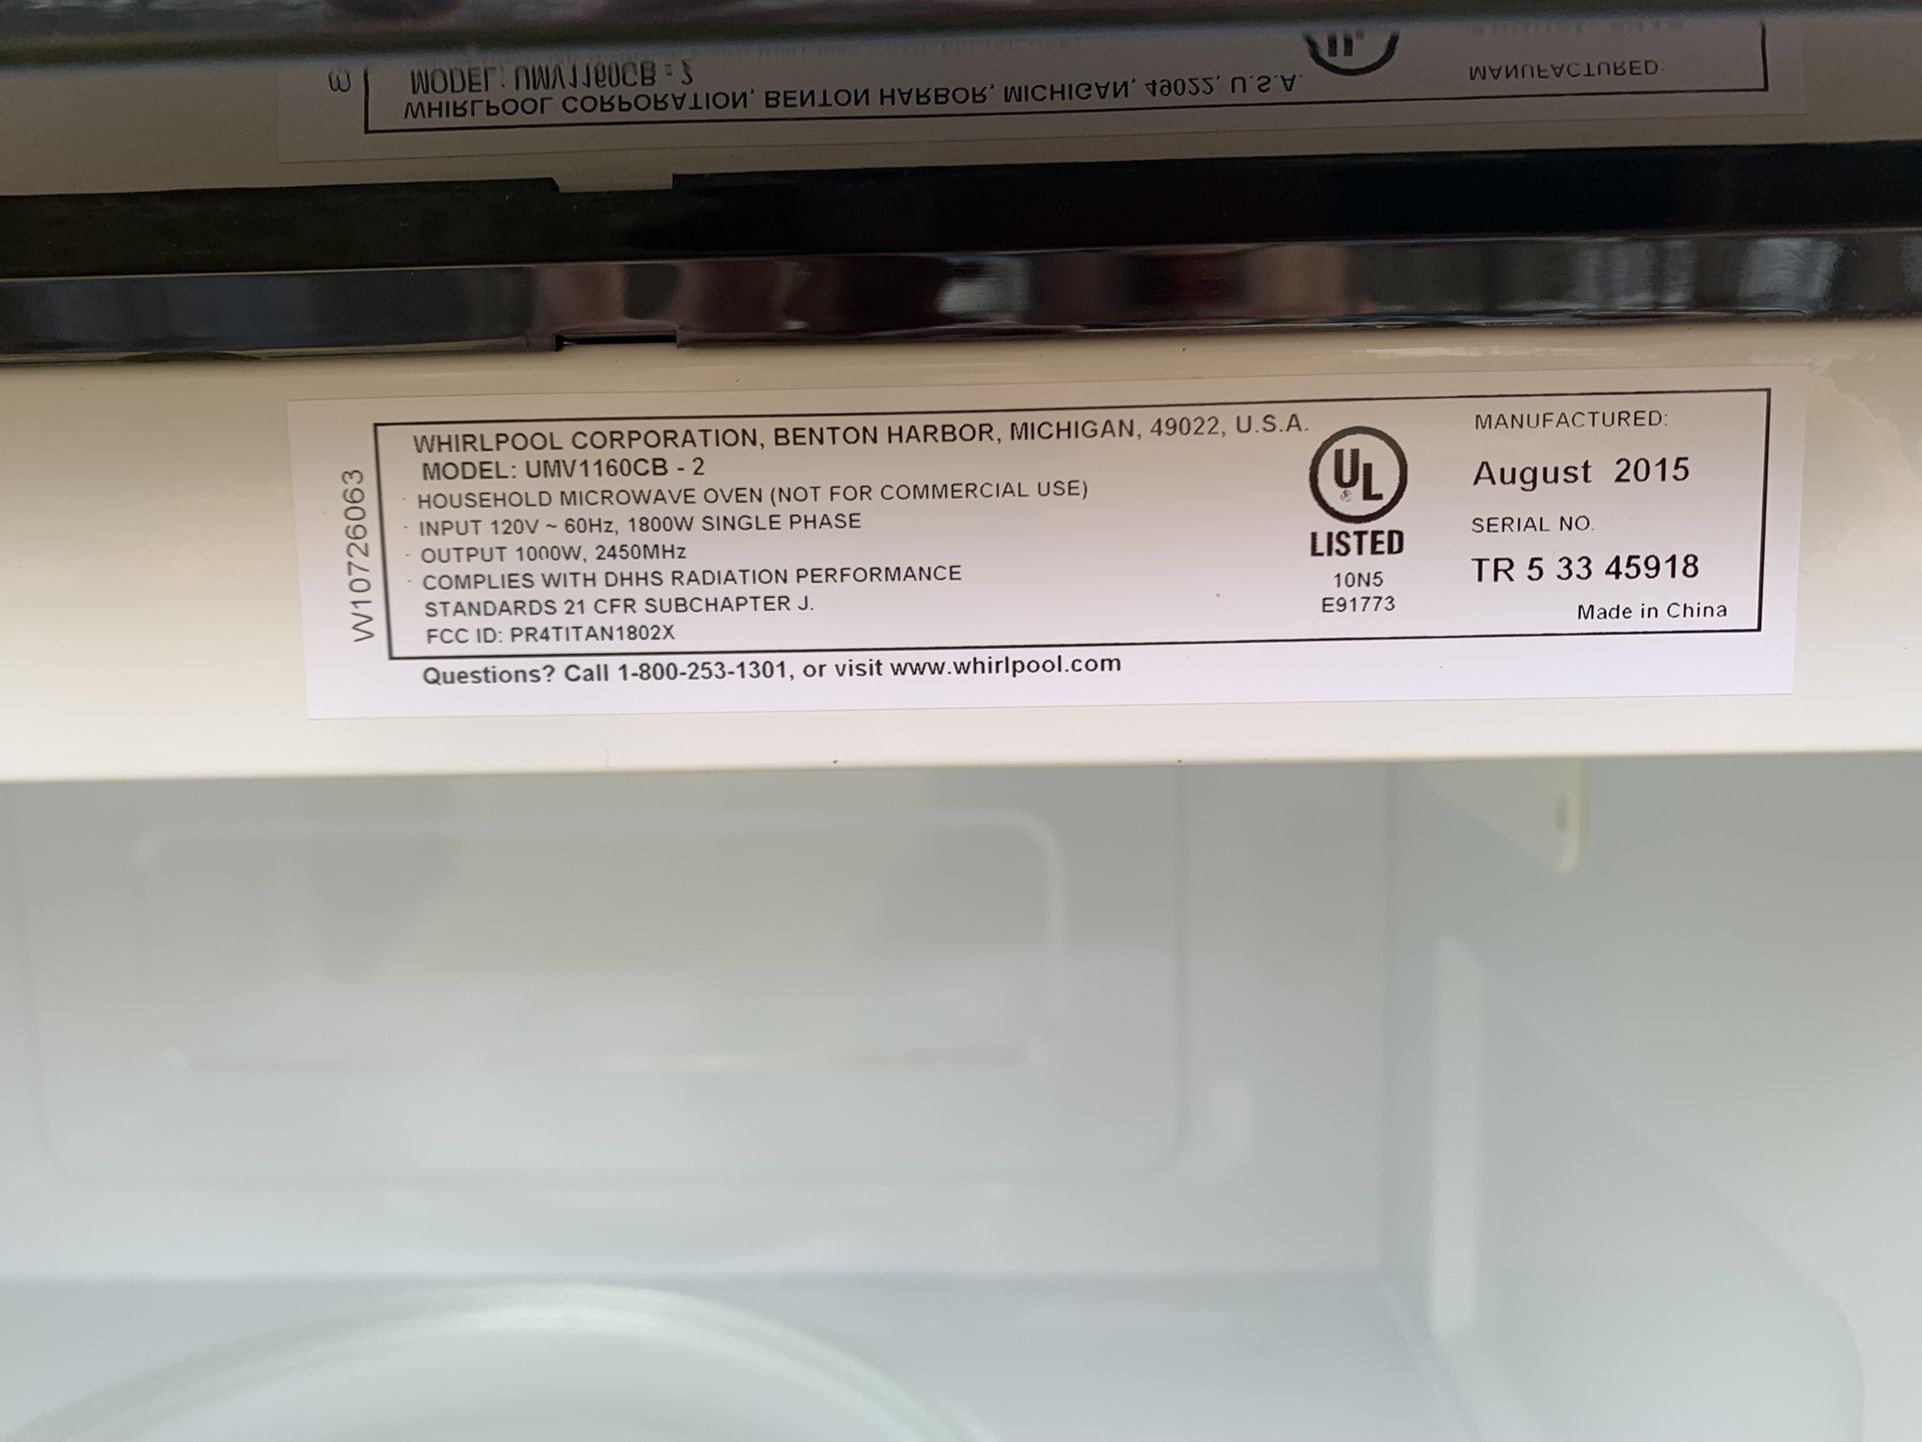 WHIRLPOOL CORPORATION, BENTON HARBOR, MICHIGAN, 49022, U.S.A.
MODEL: UMV1160CB - 2
MANUFACTURED:
W10726063
WHIRLPOOL CORPORATION, BENTON HARBOR, MICHIGAN, 49022, U.S.A.
MODEL: UMV1160CB - 2
· HOUSEHOLD MICROWAVE OVEN (NOT FOR COMMERCIAL USE)
· INPUT 120V ~ 60Hz, 1800W SINGLE PHASE
· OUTPUT 1000W, 2450MHz
· COMPLIES WITH DHHS RADIATION PERFORMANCE
STANDARDS 21 CFR SUBCHAPTER J.
FCC ID: PR4TITAN1802X
UL ®
LISTED
10N5
E91773
MANUFACTURED:
August 2015
SERIAL NO.
TR 5 33 45918
Made in China
Questions? Call 1-800-253-1301, or visit www.whirlpool.com